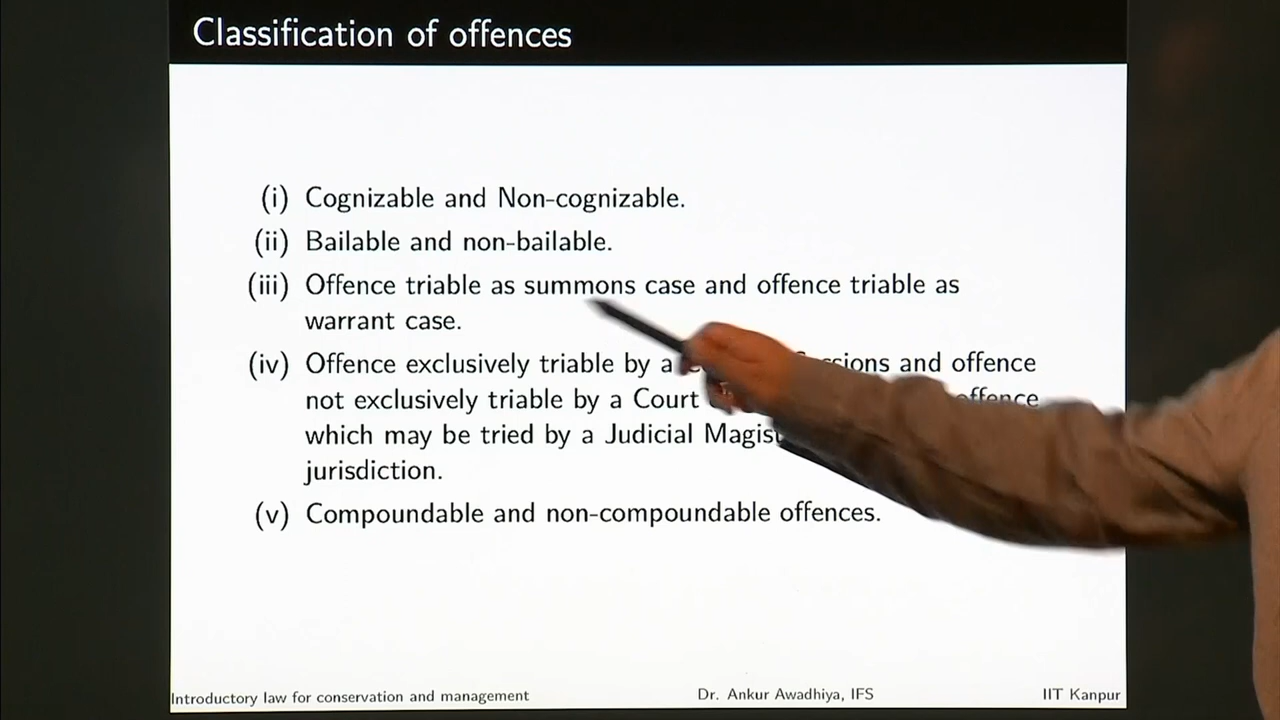 Classification of offences
(i) Cognizable and Non-cognizable.
(ii) Bailable and non-bailable.
(iii) Offence triable as summons case and offence triable as
warrant case.
(iv) Offence exclusively triable by a and offence
not exclusively triable by a Court offence
which may be tried by a Judicial
jurisdiction.
(v) Compoundable and non-compoundable offences.
Introductory law for conservation and management Dr. Ankur Awadhiya, IFS IIT Kanpur